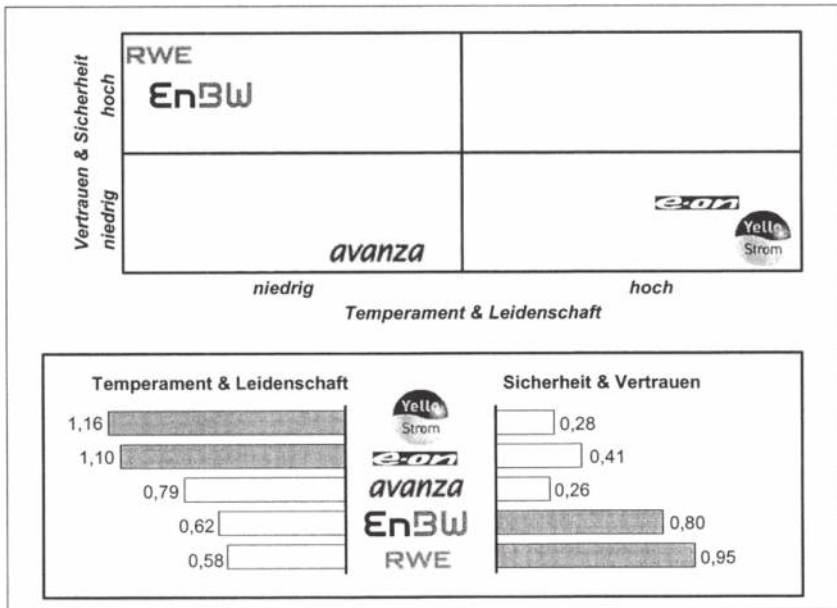 Vertrauen & Sicherheit
hoch
niedrig
RWE
EnBW
e·on
Yello
Strom
avanza
niedrig
hoch
Temperament & Leidenschaft
Temperament & Leidenschaft
Sicherheit & Vertrauen
1,16
Yello
Strom
0,28
1,10
e·on
0,41
0,79
avanza
0,26
0,62
EnBW
0,80
0,58
RWE
0,95